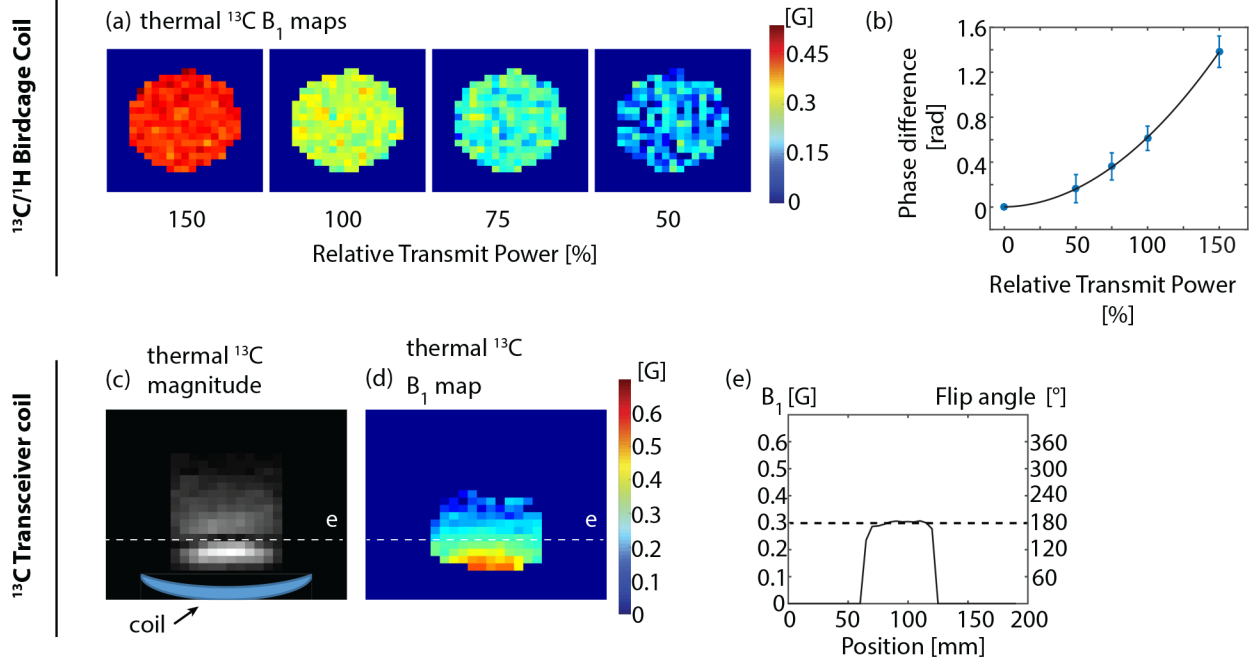 ¹³C/¹H Birdcage Coil
(a) thermal ¹³C B₁ maps
[G]
0.45
0.3
0.15
0
150 100 75 50
Relative Transmit Power [%]
(b)
Phase difference
[rad]
1.6
1.2
0.8
0.4
0
0 50 100 150
Relative Transmit Power
[%]
¹³C Transceiver coil
(c) thermal ¹³C
magnitude
e
coil
(d) thermal ¹³C
B₁ map
e
[G]
0.6
0.5
0.4
0.3
0.2
0.1
0
(e)
B₁ [G] Flip angle [°]
0.6 360
0.5 300
0.4 240
0.3 180
0.2 120
0.1 60
0
0 50 100 150 200
Position [mm]